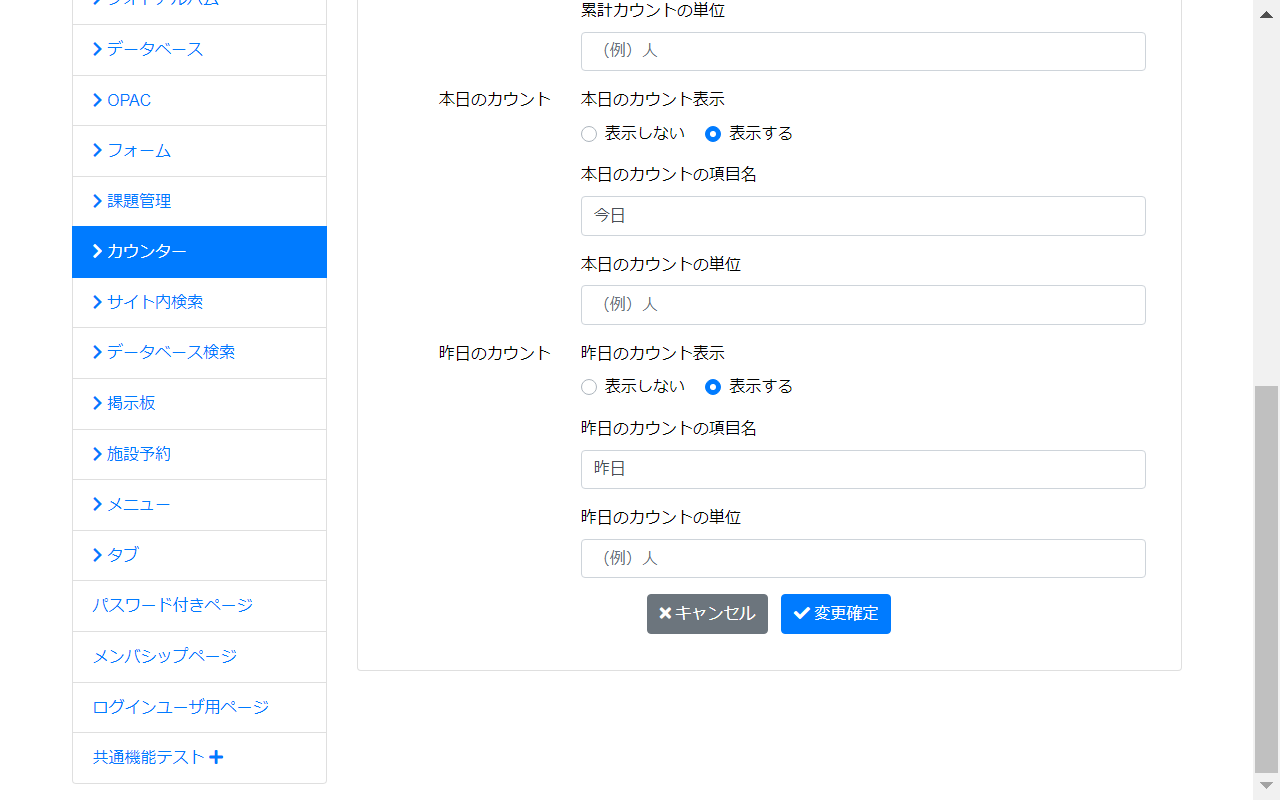 データベース
OPAC
フォーム
課題管理
カウンター
サイト内検索
データベース検索
掲示板
施設予約
メニュー
タブ
パスワード付きページ
メンバシップページ
ログインユーザ用ページ
共通機能テスト
累計カウントの単位
（例）人
本日のカウント
本日のカウント表示
表示しない 表示する
本日のカウントの項目名
今日
本日のカウントの単位
（例）人
昨日のカウント
昨日のカウント表示
表示しない 表示する
昨日のカウントの項目名
昨日
昨日のカウントの単位
（例）人
キャンセル 変更確定